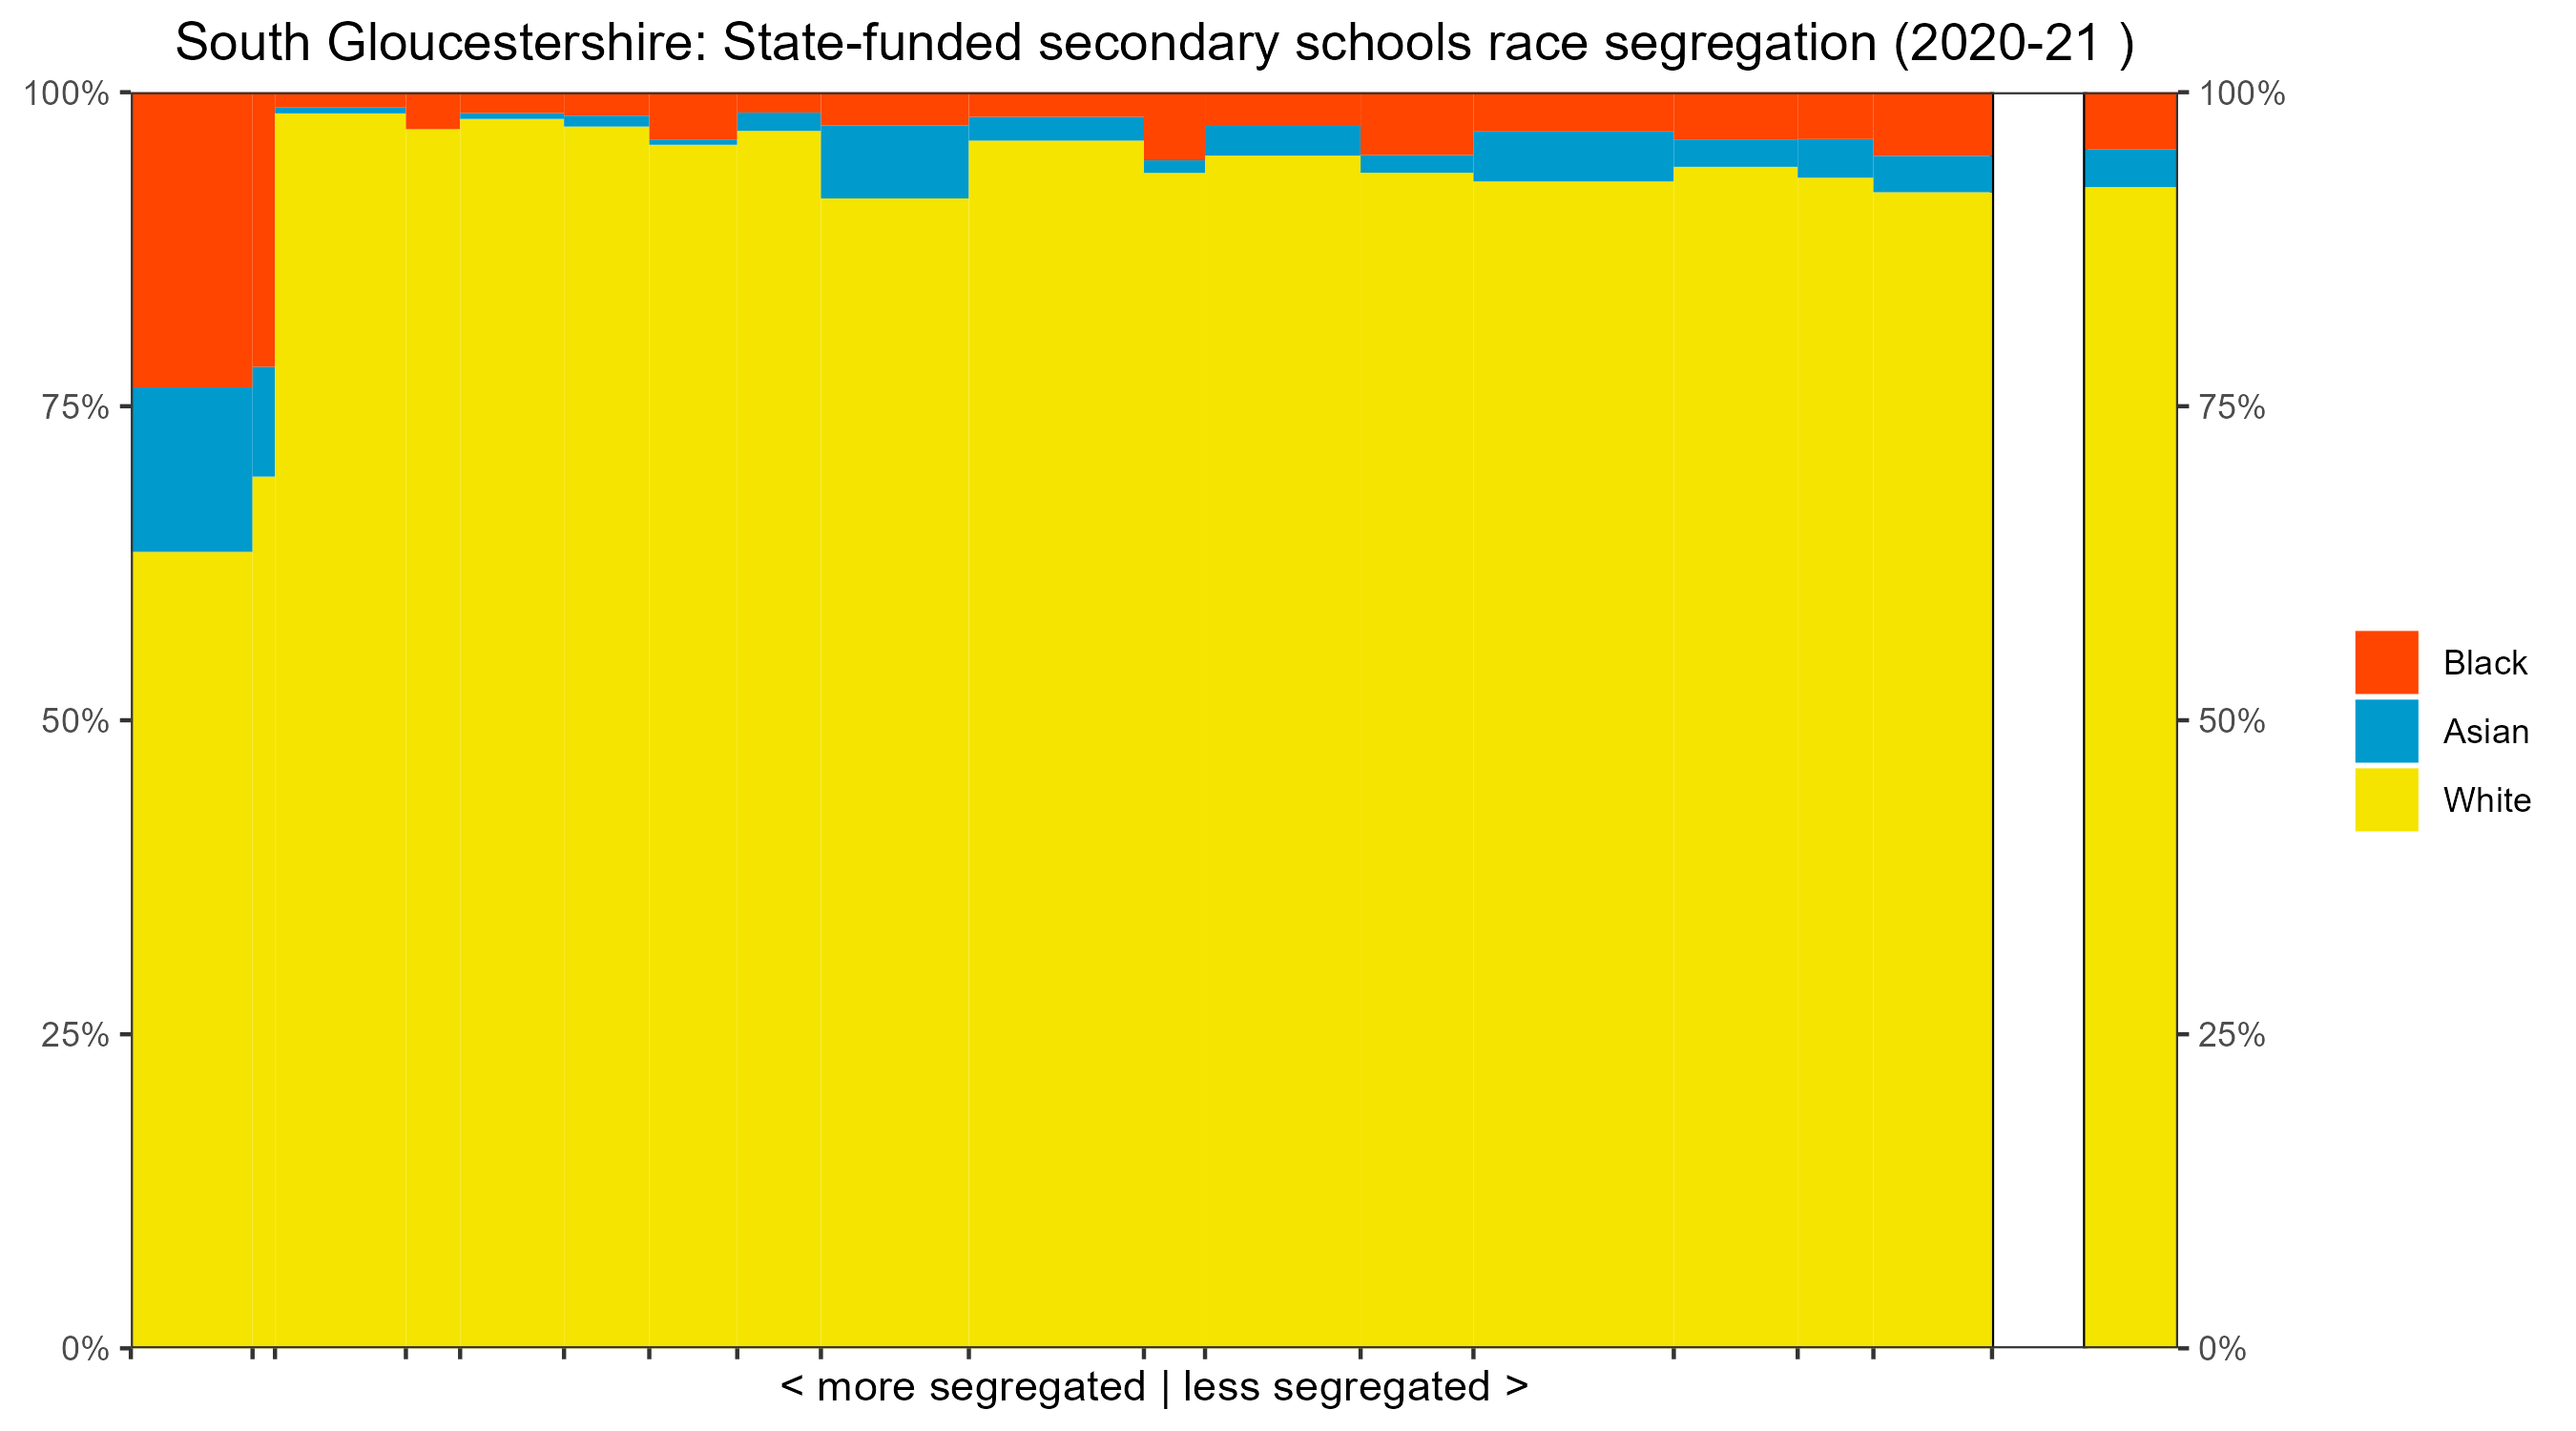 South Gloucestershire: State-funded secondary schools race segregation (2020-21 )
100%
75%
50%
25%
0%
100%
75%
50%
25%
0%
Black
Asian
White
< more segregated | less segregated >